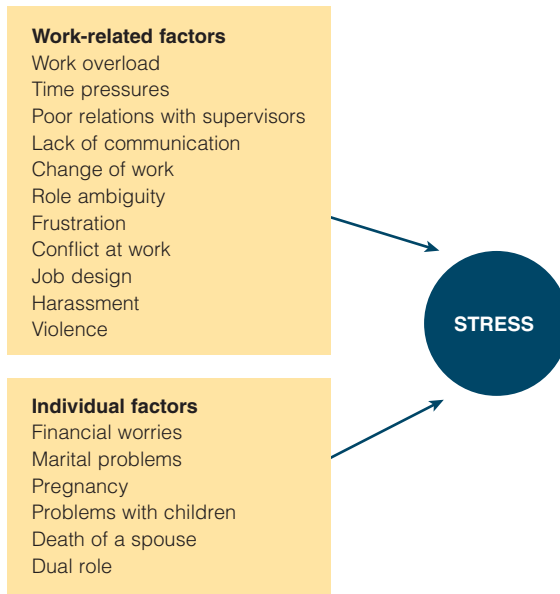 Work-related factors
Work overload
Time pressures
Poor relations with supervisors
Lack of communication
Change of work
Role ambiguity
Frustration
Conflict at work
Job design
Harassment
Violence
STRESS
Individual factors
Financial worries
Marital problems
Pregnancy
Problems with children
Death of a spouse
Dual role